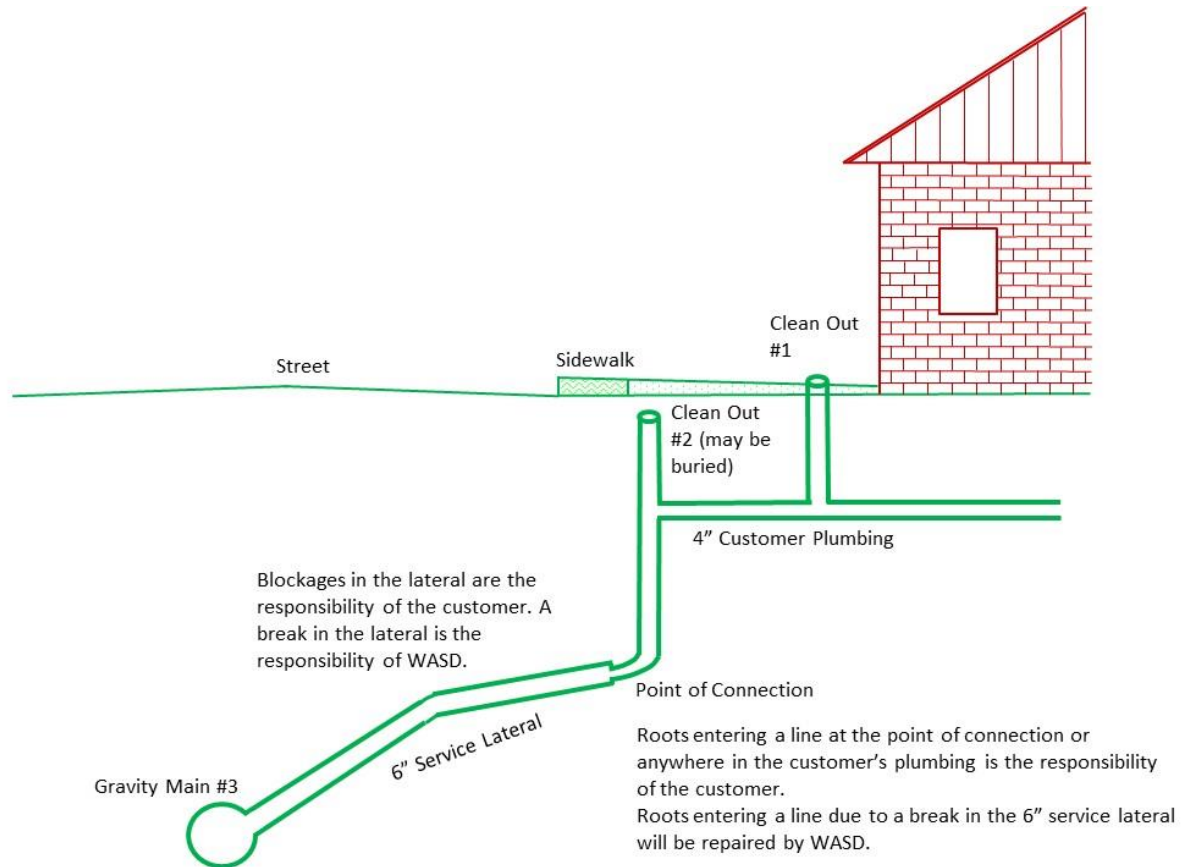 Clean Out
#1
Street
Sidewalk
Clean Out
#2 (may be
buried)
4” Customer Plumbing
Blockages in the lateral are the
responsibility of the customer. A
break in the lateral is the
responsibility of WASD.
Point of Connection
6” Service Lateral
Roots entering a line at the point of connection or
anywhere in the customer’s plumbing is the responsibility
of the customer.
Roots entering a line due to a break in the 6” service lateral
will be repaired by WASD.
Gravity Main #3